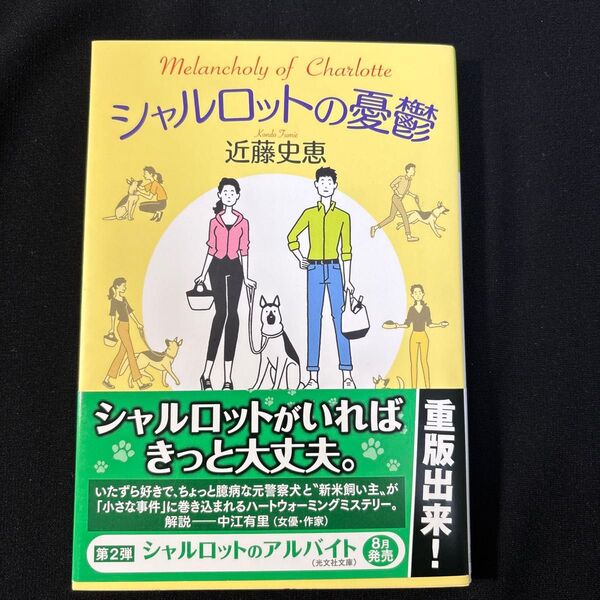 Melancholy of Charlotte
シャルロットの憂鬱
Kondo Fumie
近藤史恵
シャルロットがいれば
きっと大丈夫。
重版出来!
いたずら好きで、ちょっと臆病な元警察犬と“新米飼い主”が
「小さな事件」に巻き込まれるハートウォーミングミステリー。
解説──中江有里(女優・作家)
第2弾 シャルロットのアルバイト 8月発売
(光文社文庫)